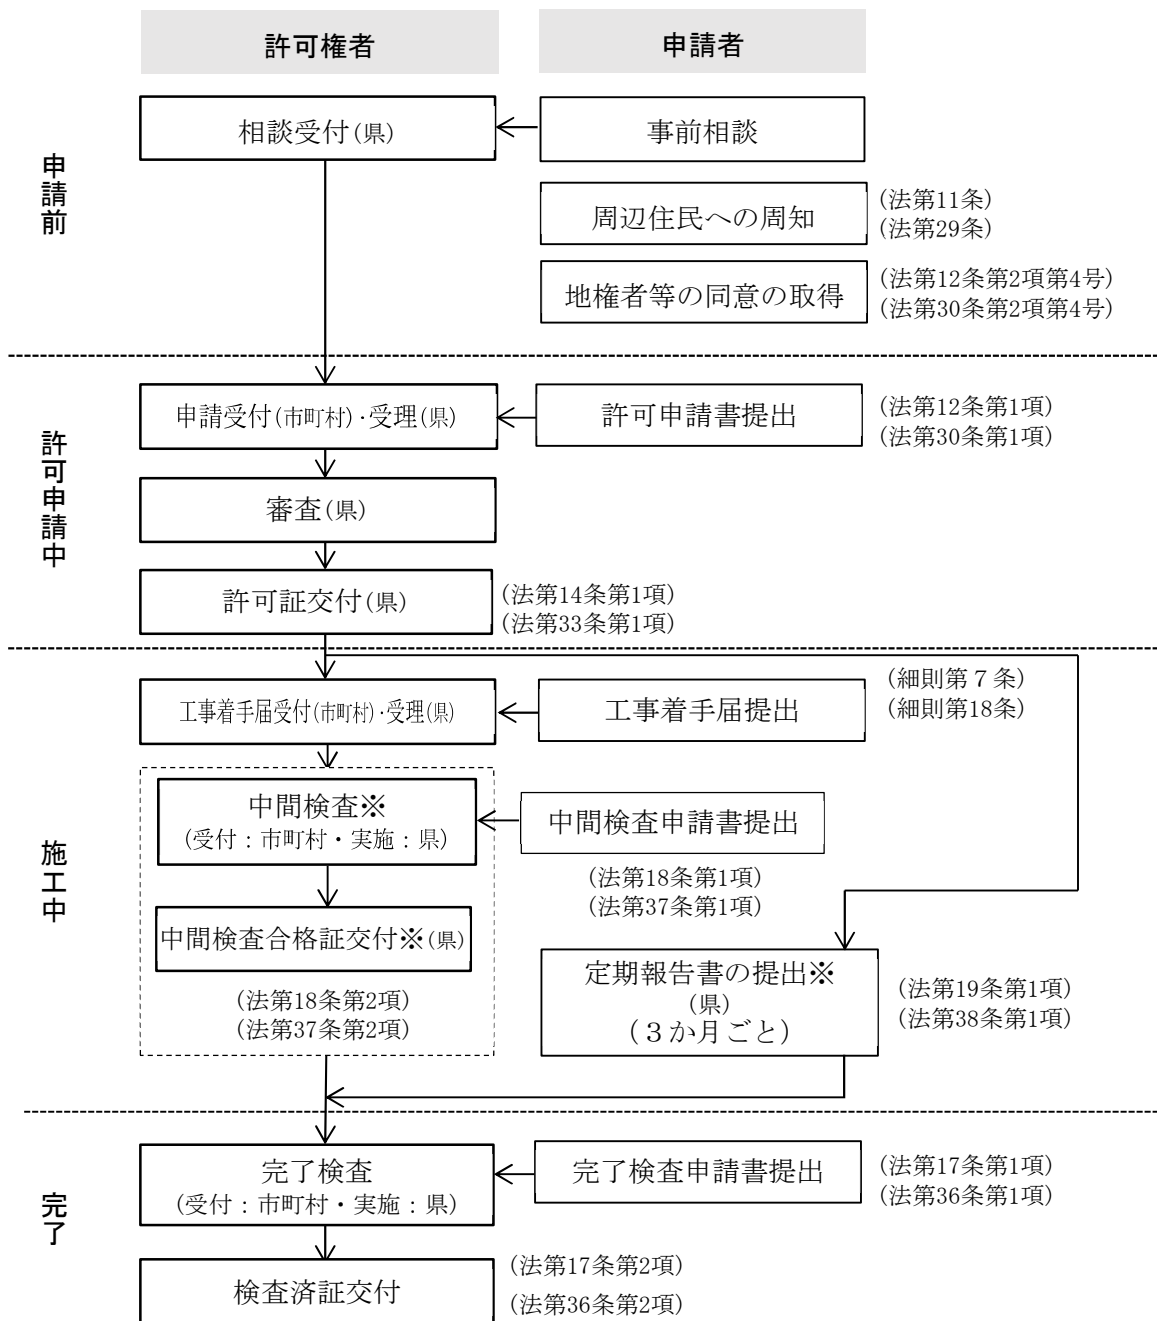 許可権者
申請者
申請前
相談受付(県)
事前相談
周辺住民への周知
(法第11条)
(法第29条)
地権者等の同意の取得
(法第12条第2項第4号)
(法第30条第2項第4号)
許可申請中
申請受付(市町村)・受理(県)
許可申請書提出
(法第12条第1項)
(法第30条第1項)
審査(県)
許可証交付(県)
(法第14条第1項)
(法第33条第1項)
施工中
工事着手届受付(市町村)・受理(県)
工事着手届提出
(細則第７条)
(細則第18条)
中間検査※
(受付：市町村・実施：県)
中間検査申請書提出
(法第18条第1項)
(法第37条第1項)
中間検査合格証交付※(県)
(法第18条第2項)
(法第37条第2項)
定期報告書の提出※
(県)
(３か月ごと)
(法第19条第1項)
(法第38条第1項)
完了
完了検査
(受付：市町村・実施：県)
完了検査申請書提出
(法第17条第1項)
(法第36条第1項)
検査済証交付
(法第17条第2項)
(法第36条第2項)